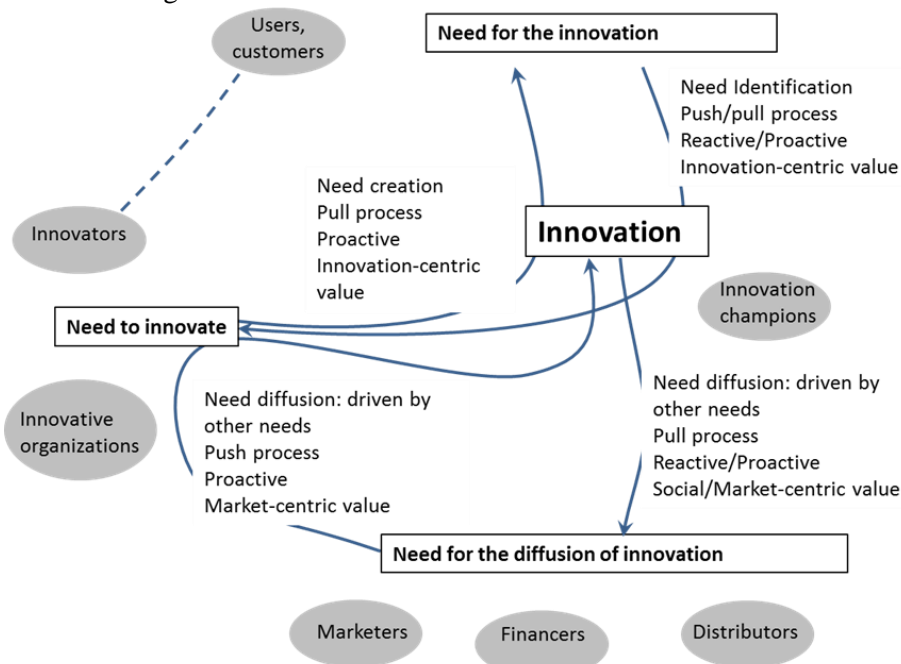 Users,
customers
Need for the innovation
Need Identification
Push/pull process
Reactive/Proactive
Innovation-centric value
Need creation
Pull process
Proactive
Innovation-centric
value
Innovators
Innovation
Innovation
champions
Need to innovate
Need diffusion: driven by
other needs
Pull process
Reactive/Proactive
Social/Market-centric value
Innovative
organizations
Need diffusion: driven by
other needs
Push process
Proactive
Market-centric value
Need for the diffusion of innovation
Marketers
Financers
Distributors